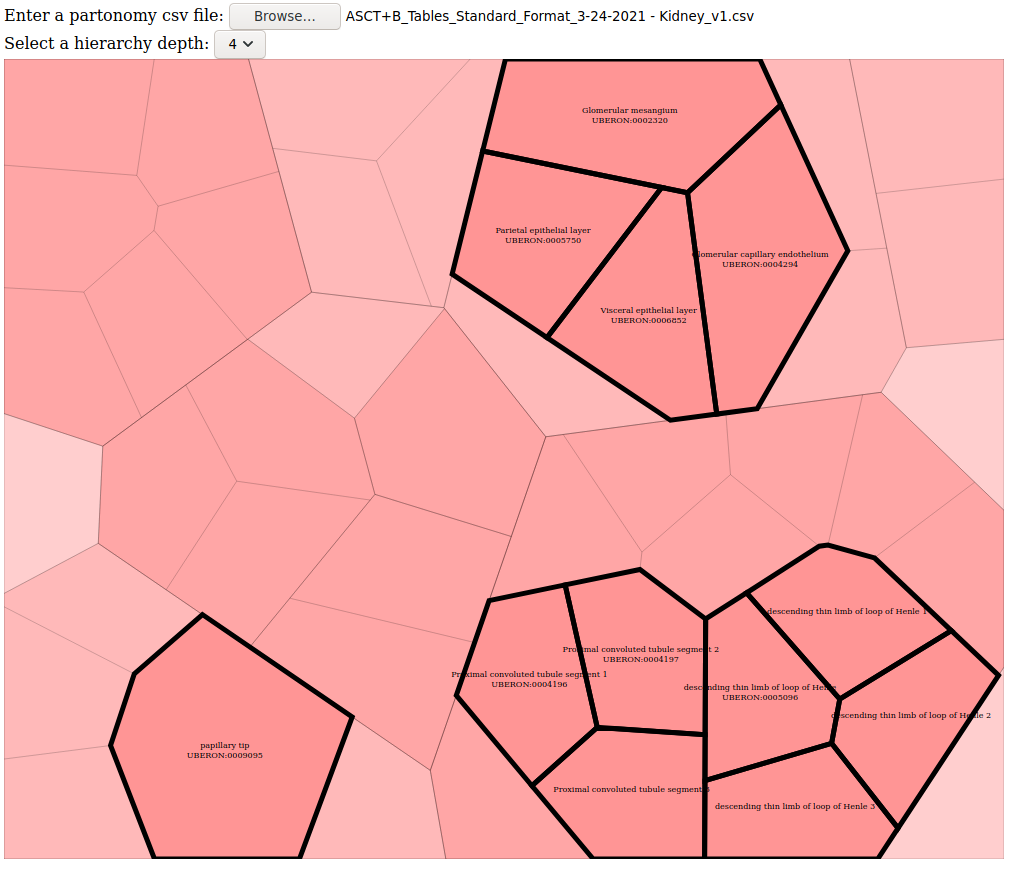 Enter a partonomy csv file: Browse... ASCT+B_Tables_Standard_Format_3-24-2021 - Kidney_v1.csv
Select a hierarchy depth: 4
Glomerular mesangium
UBERON:0002320
Parietal epithelial layer
UBERON:0005750
Glomerular capillary endothelium
UBERON:0004294
Visceral epithelial layer
UBERON:0006852
descending thin limb of loop of Henle 1
Proximal convoluted tubule segment 2
UBERON:0004197
Proximal convoluted tubule segment 1
UBERON:0004196
descending thin limb of loop of Henle
UBERON:0005096
descending thin limb of loop of Henle 2
papillary tip
UBERON:0009095
Proximal convoluted tubule segment 3
descending thin limb of loop of Henle 3